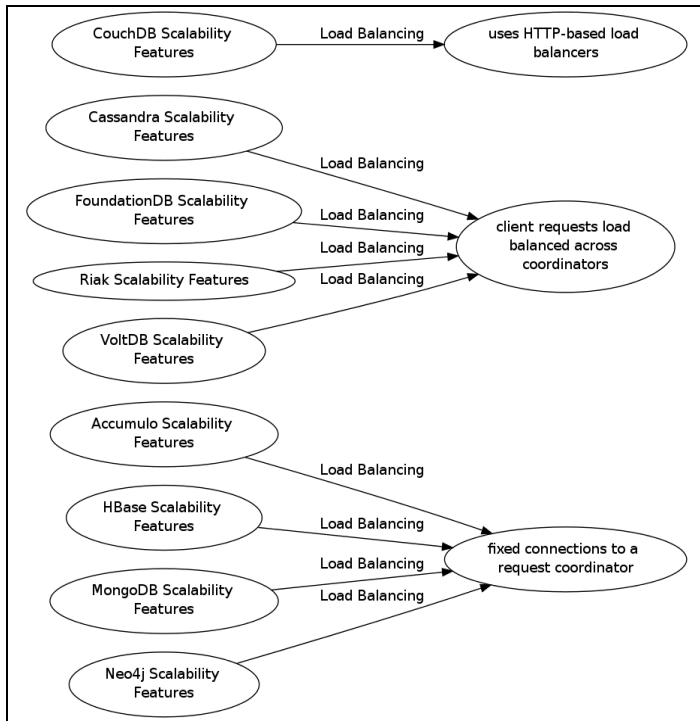 CouchDB Scalability
Features
Load Balancing
uses HTTP-based load
balancers
Cassandra Scalability
Features
Load Balancing
FoundationDB Scalability
Features
Load Balancing
client requests load
balanced across
coordinators
Load Balancing
Riak Scalability Features
Load Balancing
VoltDB Scalability
Features
Accumulo Scalability
Features
Load Balancing
HBase Scalability
Features
Load Balancing
fixed connections to a
request coordinator
Load Balancing
MongoDB Scalability
Features
Load Balancing
Neo4j Scalability
Features